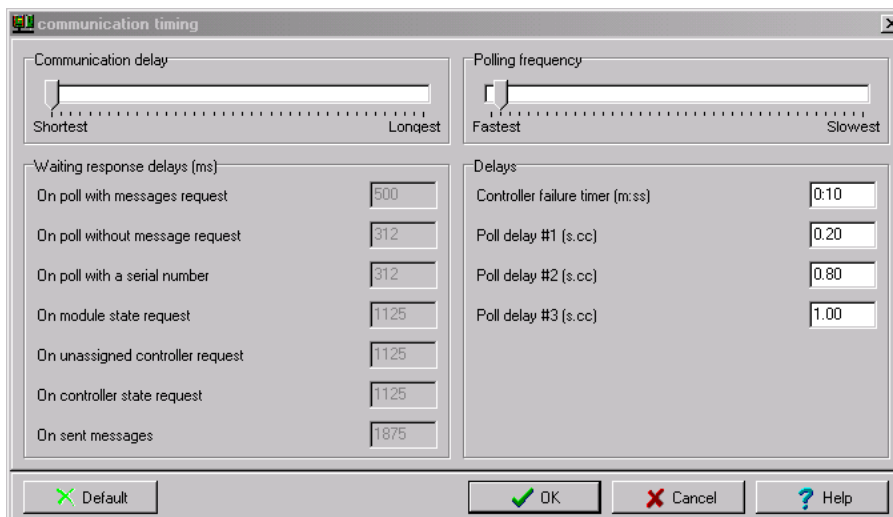 communication timing
Communication delay
Shortest Longest
Polling frequency
Fastest Slowest
Waiting response delays (ms)
On poll with messages request 500
On poll without message request 312
On poll with a serial number 312
On module state request 1125
On unassigned controller request 1125
On controller state request 1125
On sent messages 1875
Delays
Controller failure timer (m:ss) 0:10
Poll delay #1 (s.cc) 0.20
Poll delay #2 (s.cc) 0.80
Poll delay #3 (s.cc) 1.00
Default OK Cancel Help